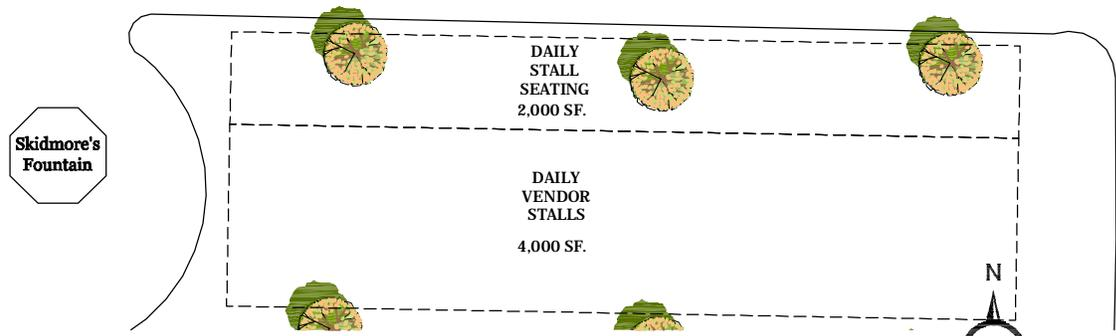 Skidmore's
Fountain
DAILY
STALL
SEATING
2,000 SF.
DAILY
VENDOR
STALLS
4,000 SF.
N